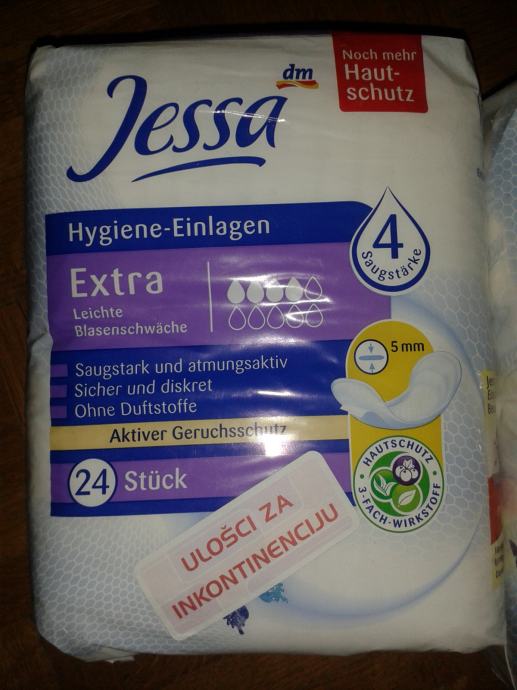 Noch mehr
Haut-
schutz
dm
Jessa
Hygiene-Einlagen
4
Saugstärke
Extra
Leichte
Blasenschwäche
5 mm
Saugstark und atmungsaktiv
Sicher und diskret
Ohne Duftstoffe
Aktiver Geruchsschutz
24 Stück
HAUTSCHUTZ
3-FACH-WIRKSTOFF
ULOŠCI ZA
INKONTINENCIJU